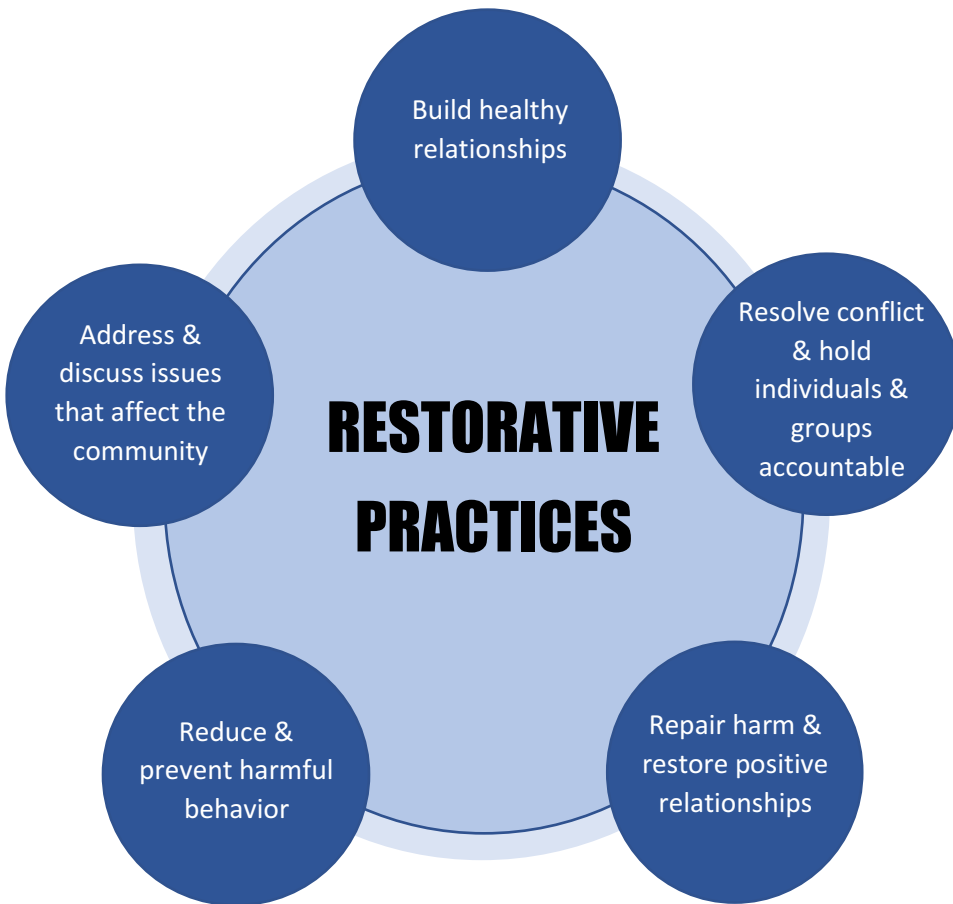 Build healthy
relationships
Resolve conflict
& hold
individuals &
groups
accountable
Repair harm &
restore positive
relationships
Reduce &
prevent harmful
behavior
Address &
discuss issues
that affect the
community
RESTORATIVE
PRACTICES